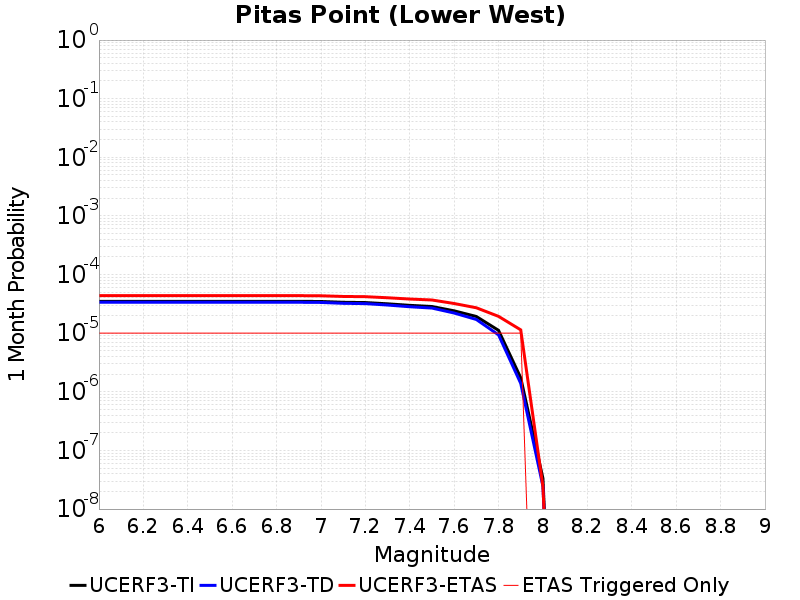 Pitas Point (Lower West)
1 Month Probability
10^0
10^-1
10^-2
10^-3
10^-4
10^-5
10^-6
10^-7
10^-8
6 6.2 6.4 6.6 6.8 7 7.2 7.4 7.6 7.8 8 8.2 8.4 8.6 8.8 9
Magnitude
UCERF3-TI UCERF3-TD UCERF3-ETAS ETAS Triggered Only